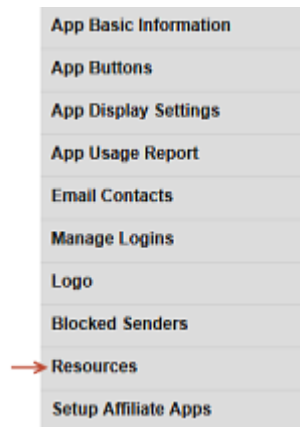 App Basic Information
App Buttons
App Display Settings
App Usage Report
Email Contacts
Manage Logins
Logo
Blocked Senders
Resources
Setup Affiliate Apps